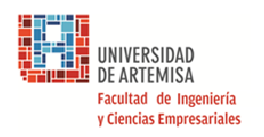 UNIVERSIDAD
DE ARTEMISA
Facultad de Ingeniería
y Ciencias Empresariales